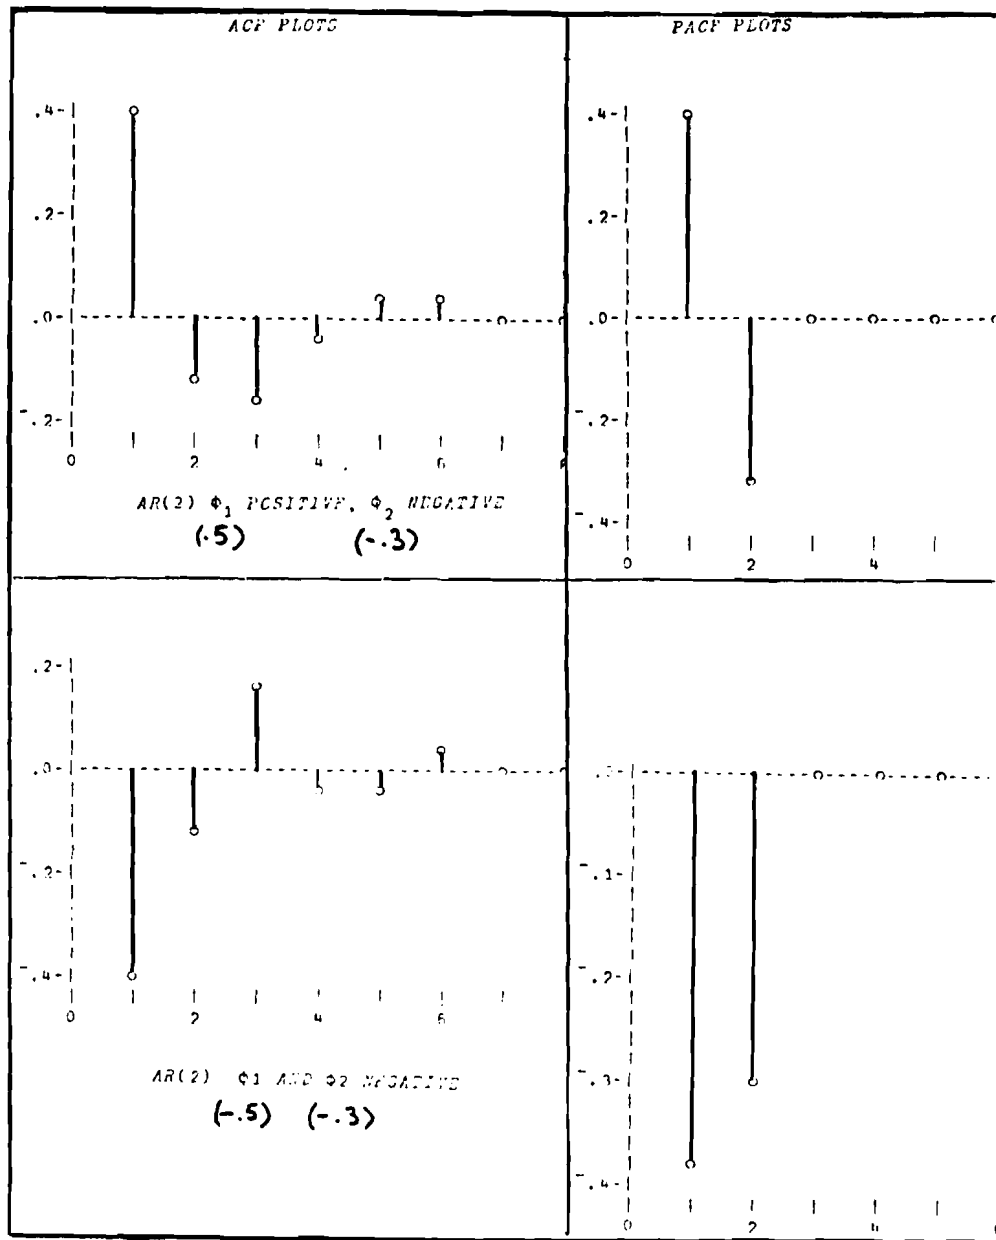 ACF PLOTS
.4-
.2-
.0-
-.2-
0 2 4 6
AR(2) Φ1 POSITIVE, Φ2 NEGATIVE
(.5) (-.3)
PACF PLOTS
.4-
.2-
.0-
-.2-
-.4-
0 2 4
.2-
.0-
-.2-
-.4-
0 2 4 6
AR(2) Φ1 AND Φ2 NEGATIVE
(-.5) (-.3)
-.1-
-.2-
-.3-
-.4-
0 2 4